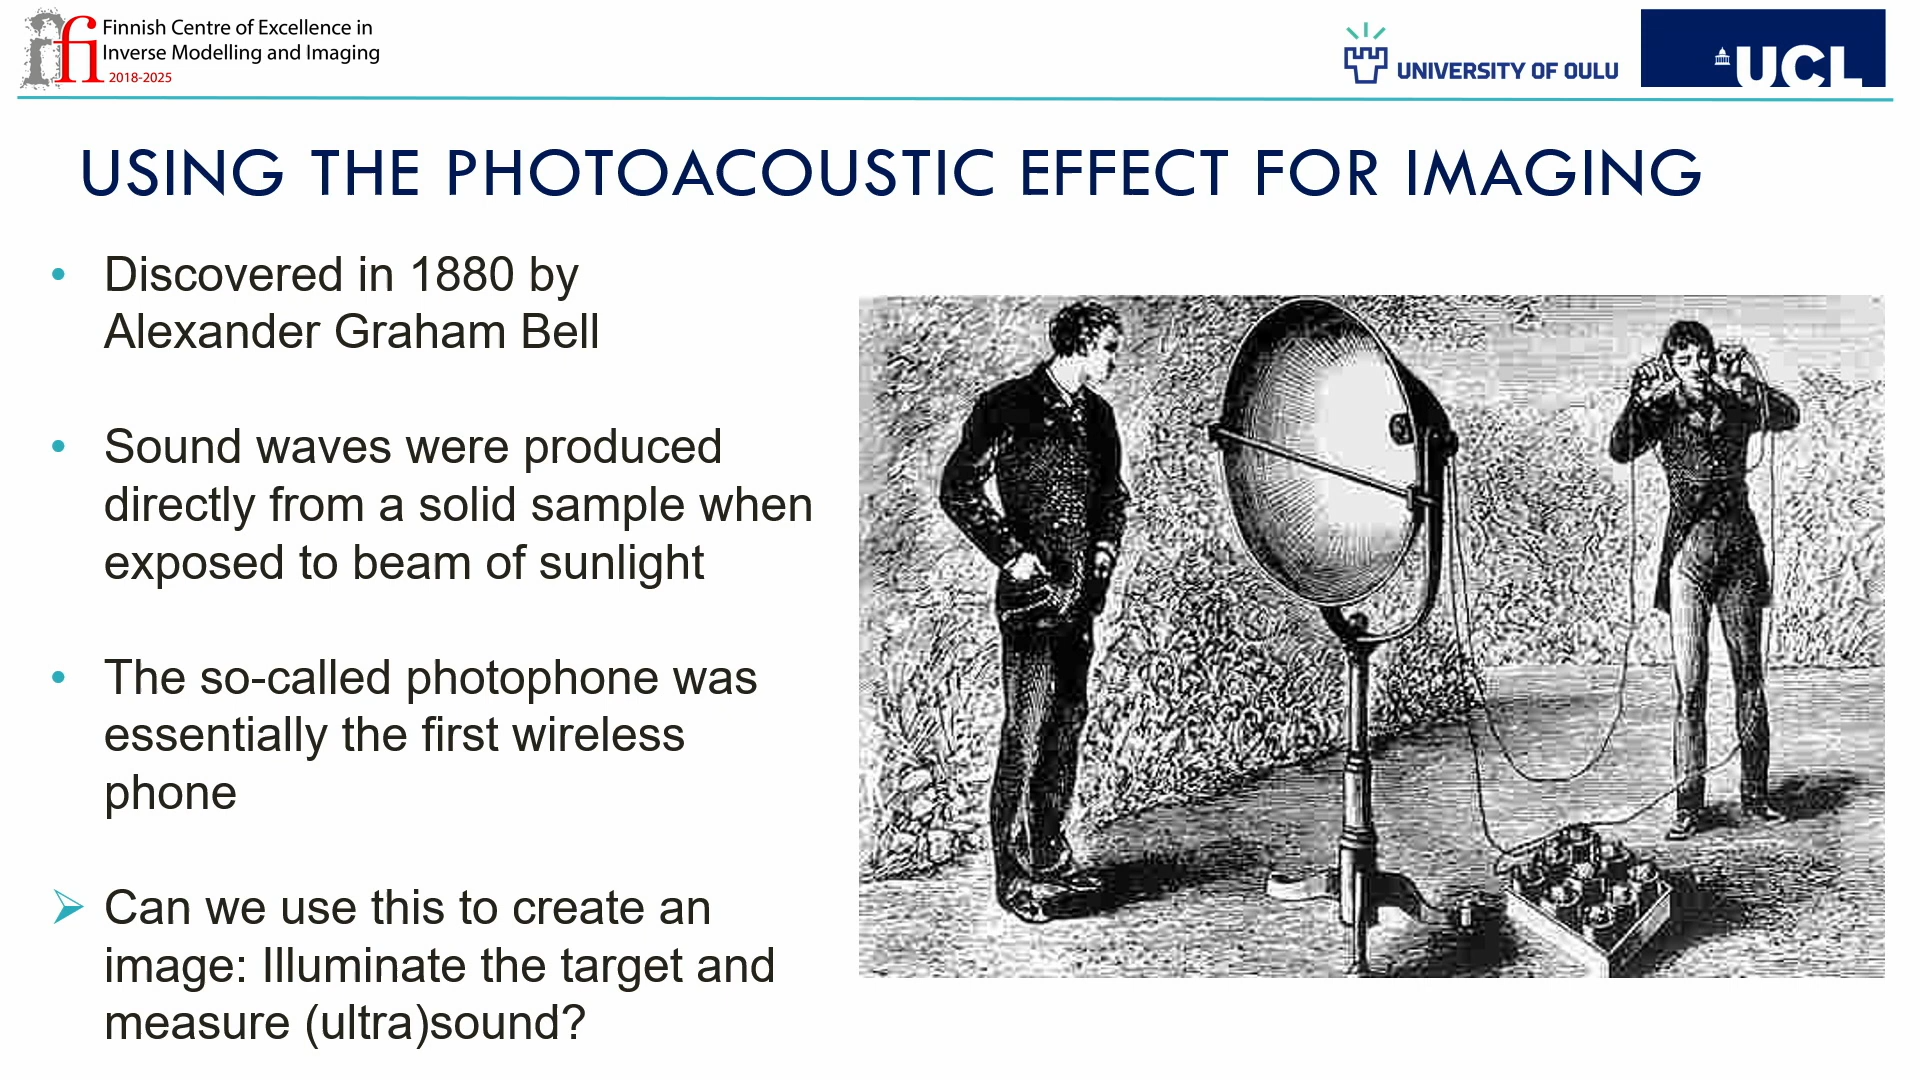 Finnish Centre of Excellence in
Inverse Modelling and Imaging
2018-2025
UNIVERSITY OF OULU
UCL
USING THE PHOTOACOUSTIC EFFECT FOR IMAGING
• Discovered in 1880 by
Alexander Graham Bell
• Sound waves were produced
directly from a solid sample when
exposed to beam of sunlight
• The so-called photophone was
essentially the first wireless
phone
➢ Can we use this to create an
image: Illuminate the target and
measure (ultra)sound?